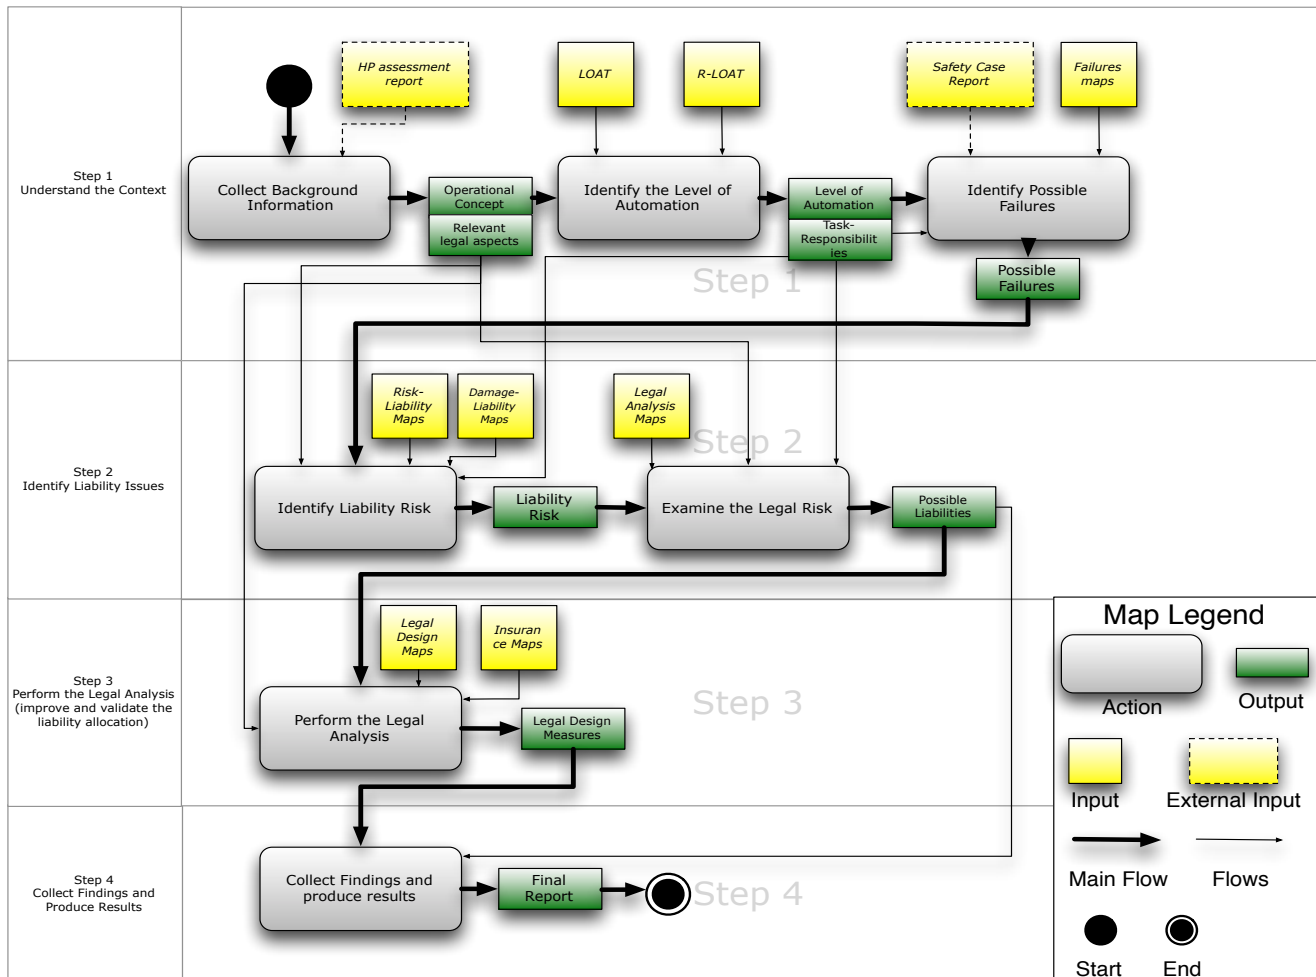 HP assessment
report
LOAT
R-LOAT
Safety Case
Report
Failures
maps
Step 1
Understand the Context
Collect Background
Information
Operational
Concept
Relevant
legal aspects
Identify the Level of
Automation
Level of
Automation
Task-
Responsibilit
ies
Identify Possible
Failures
Possible
Failures
Step 1
Risk-
Liability
Maps
Damage-
Liability
Maps
Legal
Analysis
Maps
Step 2
Step 2
Identify Liability Issues
Identify Liability Risk
Liability
Risk
Examine the Legal Risk
Possible
Liabilities
Legal
Design
Maps
Insuran
ce Maps
Step 3
Perform the Legal Analysis
(improve and validate the
liability allocation)
Perform the Legal
Analysis
Legal Design
Measures
Step 3
Step 4
Collect Findings and
Produce Results
Collect Findings and
produce results
Final
Report
Step 4
Map Legend
Action
Output
Input
External Input
Main Flow
Flows
Start
End